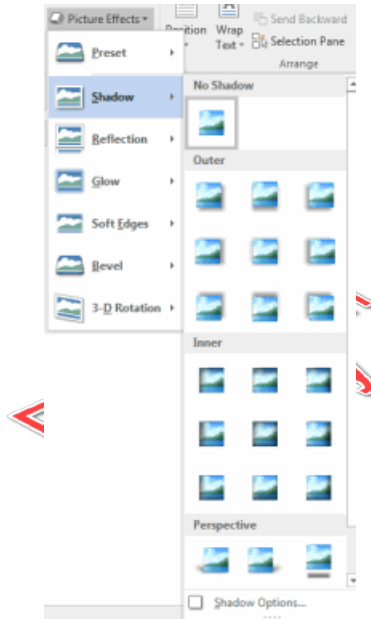 Picture Effects
Position Wrap Text
Send Backward
Selection Pane
Arrange
Preset
Shadow
Reflection
Glow
Soft Edges
Bevel
3-D Rotation
No Shadow
Outer
Inner
Perspective
Shadow Options...